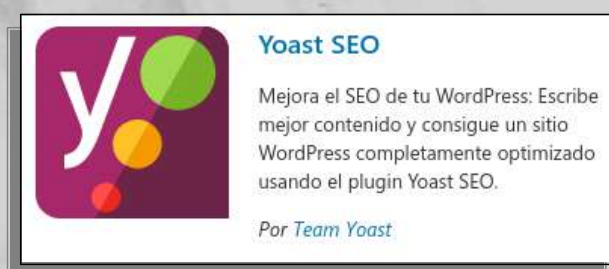 y
Yoast SEO
Mejora el SEO de tu WordPress: Escribe
mejor contenido y consigue un sitio
WordPress completamente optimizado
usando el plugin Yoast SEO.
Por Team Yoast